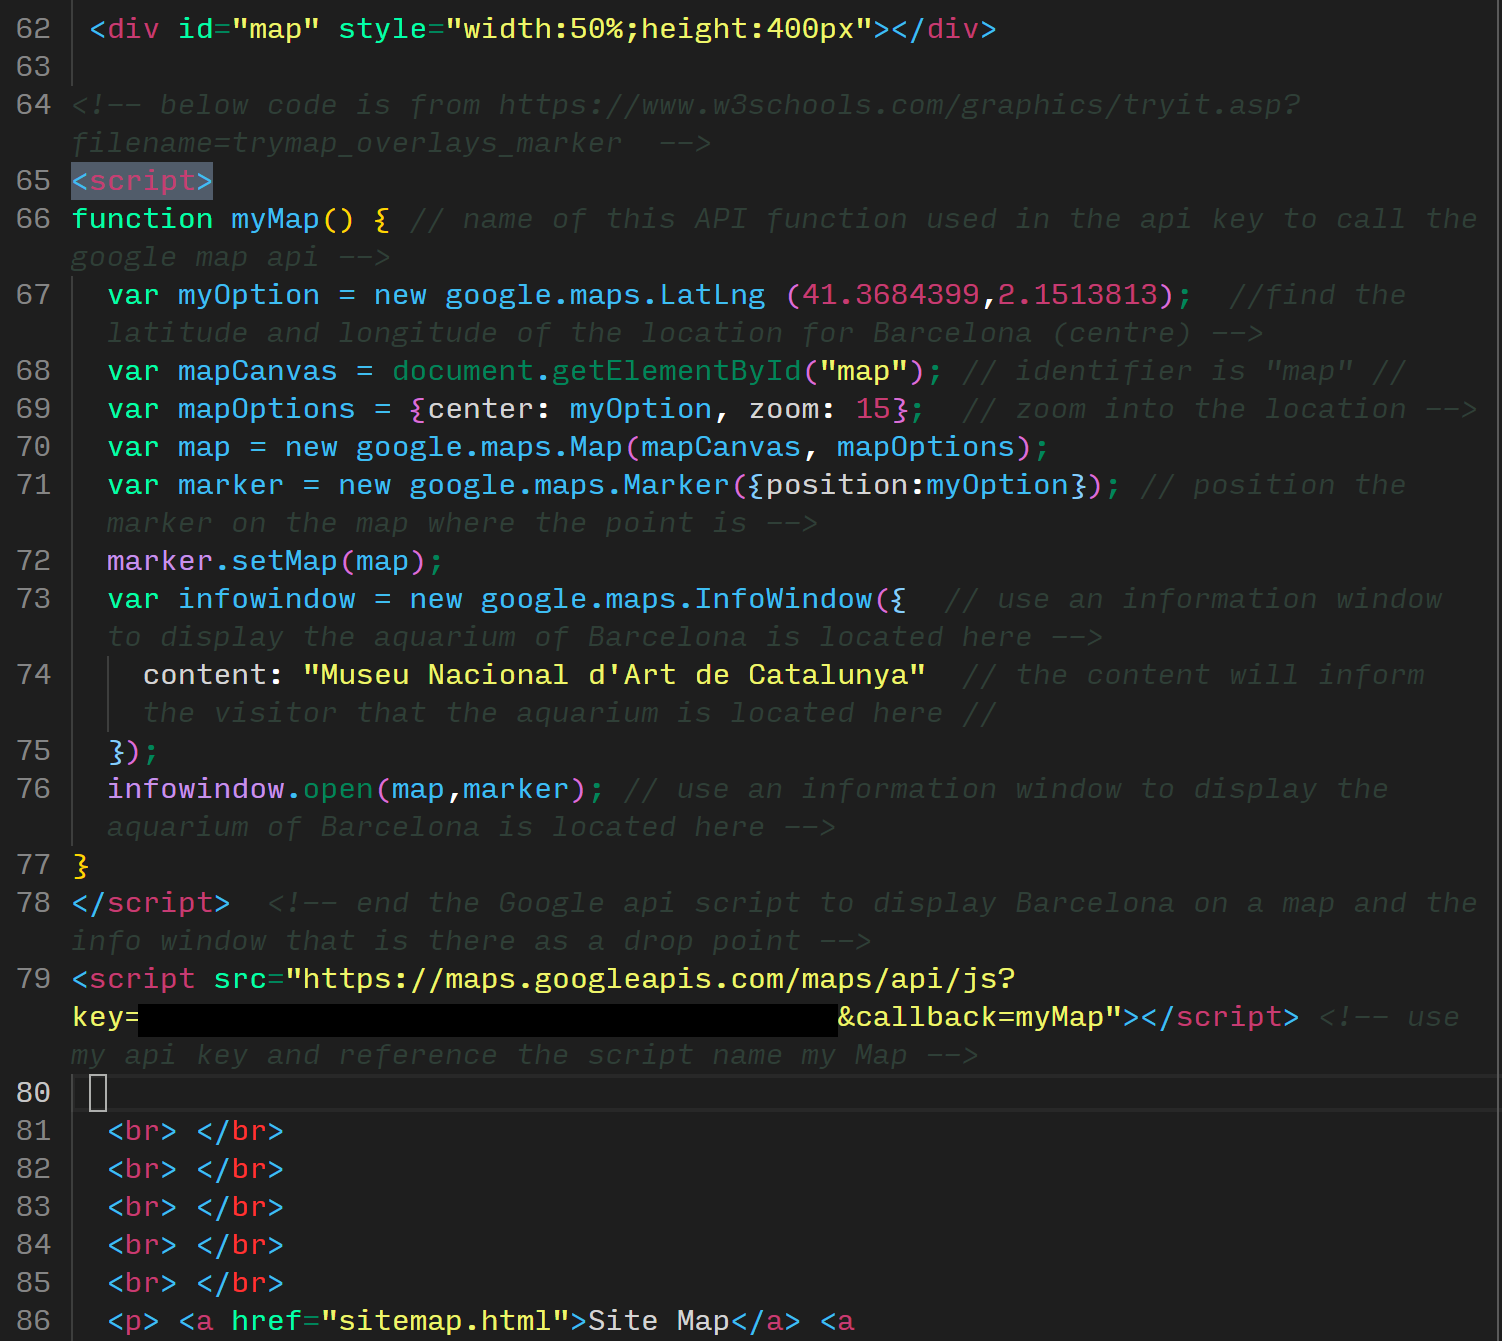 62 <div id="map" style="width:50%;height:400px"></div>
63
64 <!-- below code is from https://www.w3schools.com/graphics/tryit.asp?
filename=trymap_overlays_marker  -->
65 <script>
66 function myMap() { // name of this API function used in the api key to call the
google map api -->
67 var myOption = new google.maps.LatLng (41.3684399,2.1513813);  //find the
latitude and longitude of the location for Barcelona (centre) -->
68 var mapCanvas = document.getElementById("map"); // identifier is "map" //
69 var mapOptions = {center: myOption, zoom: 15};  // zoom into the location -->
70 var map = new google.maps.Map(mapCanvas, mapOptions);
71 var marker = new google.maps.Marker({position:myOption}); // position the
marker on the map where the point is -->
72 marker.setMap(map);
73 var infowindow = new google.maps.InfoWindow({  // use an information window
to display the aquarium of Barcelona is located here -->
74 content: "Museu Nacional d'Art de Catalunya"  // the content will inform
the visitor that the aquarium is located here //
75 });
76 infowindow.open(map,marker); // use an information window to display the
aquarium of Barcelona is located here -->
77 }
78 </script>  <!-- end the Google api script to display Barcelona on a map and the
info window that is there as a drop point -->
79 <script src="https://maps.googleapis.com/maps/api/js?
key= &callback=myMap"></script> <!-- use
my api key and reference the script name my Map -->
80
81 <br> </br>
82 <br> </br>
83 <br> </br>
84 <br> </br>
85 <br> </br>
86 <p> <a href="sitemap.html">Site Map</a> <a